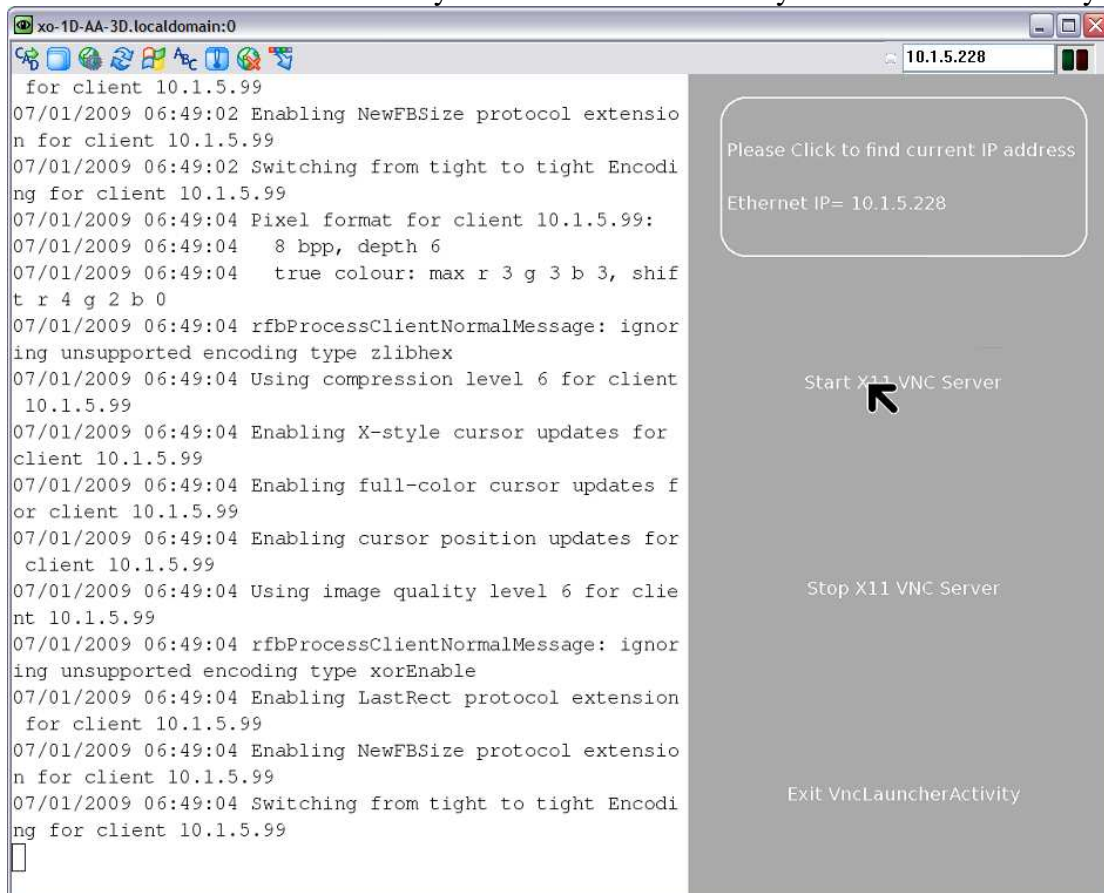 xo-1D-AA-3D.localdomain:0
10.1.5.228
for client 10.1.5.99
07/01/2009 06:49:02 Enabling NewFBSize protocol extensio
n for client 10.1.5.99
07/01/2009 06:49:02 Switching from tight to tight Encodi
ng for client 10.1.5.99
07/01/2009 06:49:04 Pixel format for client 10.1.5.99:
07/01/2009 06:49:04   8 bpp, depth 6
07/01/2009 06:49:04   true colour: max r 3 g 3 b 3, shif
t r 4 g 2 b 0
07/01/2009 06:49:04 rfbProcessClientNormalMessage: ignor
ing unsupported encoding type zlibhex
07/01/2009 06:49:04 Using compression level 6 for client
10.1.5.99
07/01/2009 06:49:04 Enabling X-style cursor updates for
client 10.1.5.99
07/01/2009 06:49:04 Enabling full-color cursor updates f
or client 10.1.5.99
07/01/2009 06:49:04 Enabling cursor position updates for
client 10.1.5.99
07/01/2009 06:49:04 Using image quality level 6 for clie
nt 10.1.5.99
07/01/2009 06:49:04 rfbProcessClientNormalMessage: ignor
ing unsupported encoding type xorEnable
07/01/2009 06:49:04 Enabling LastRect protocol extension
for client 10.1.5.99
07/01/2009 06:49:04 Enabling NewFBSize protocol extensio
n for client 10.1.5.99
07/01/2009 06:49:04 Switching from tight to tight Encodi
ng for client 10.1.5.99
Please Click to find current IP address
Ethernet IP= 10.1.5.228
Start X11 VNC Server
Stop X11 VNC Server
Exit VncLauncherActivity